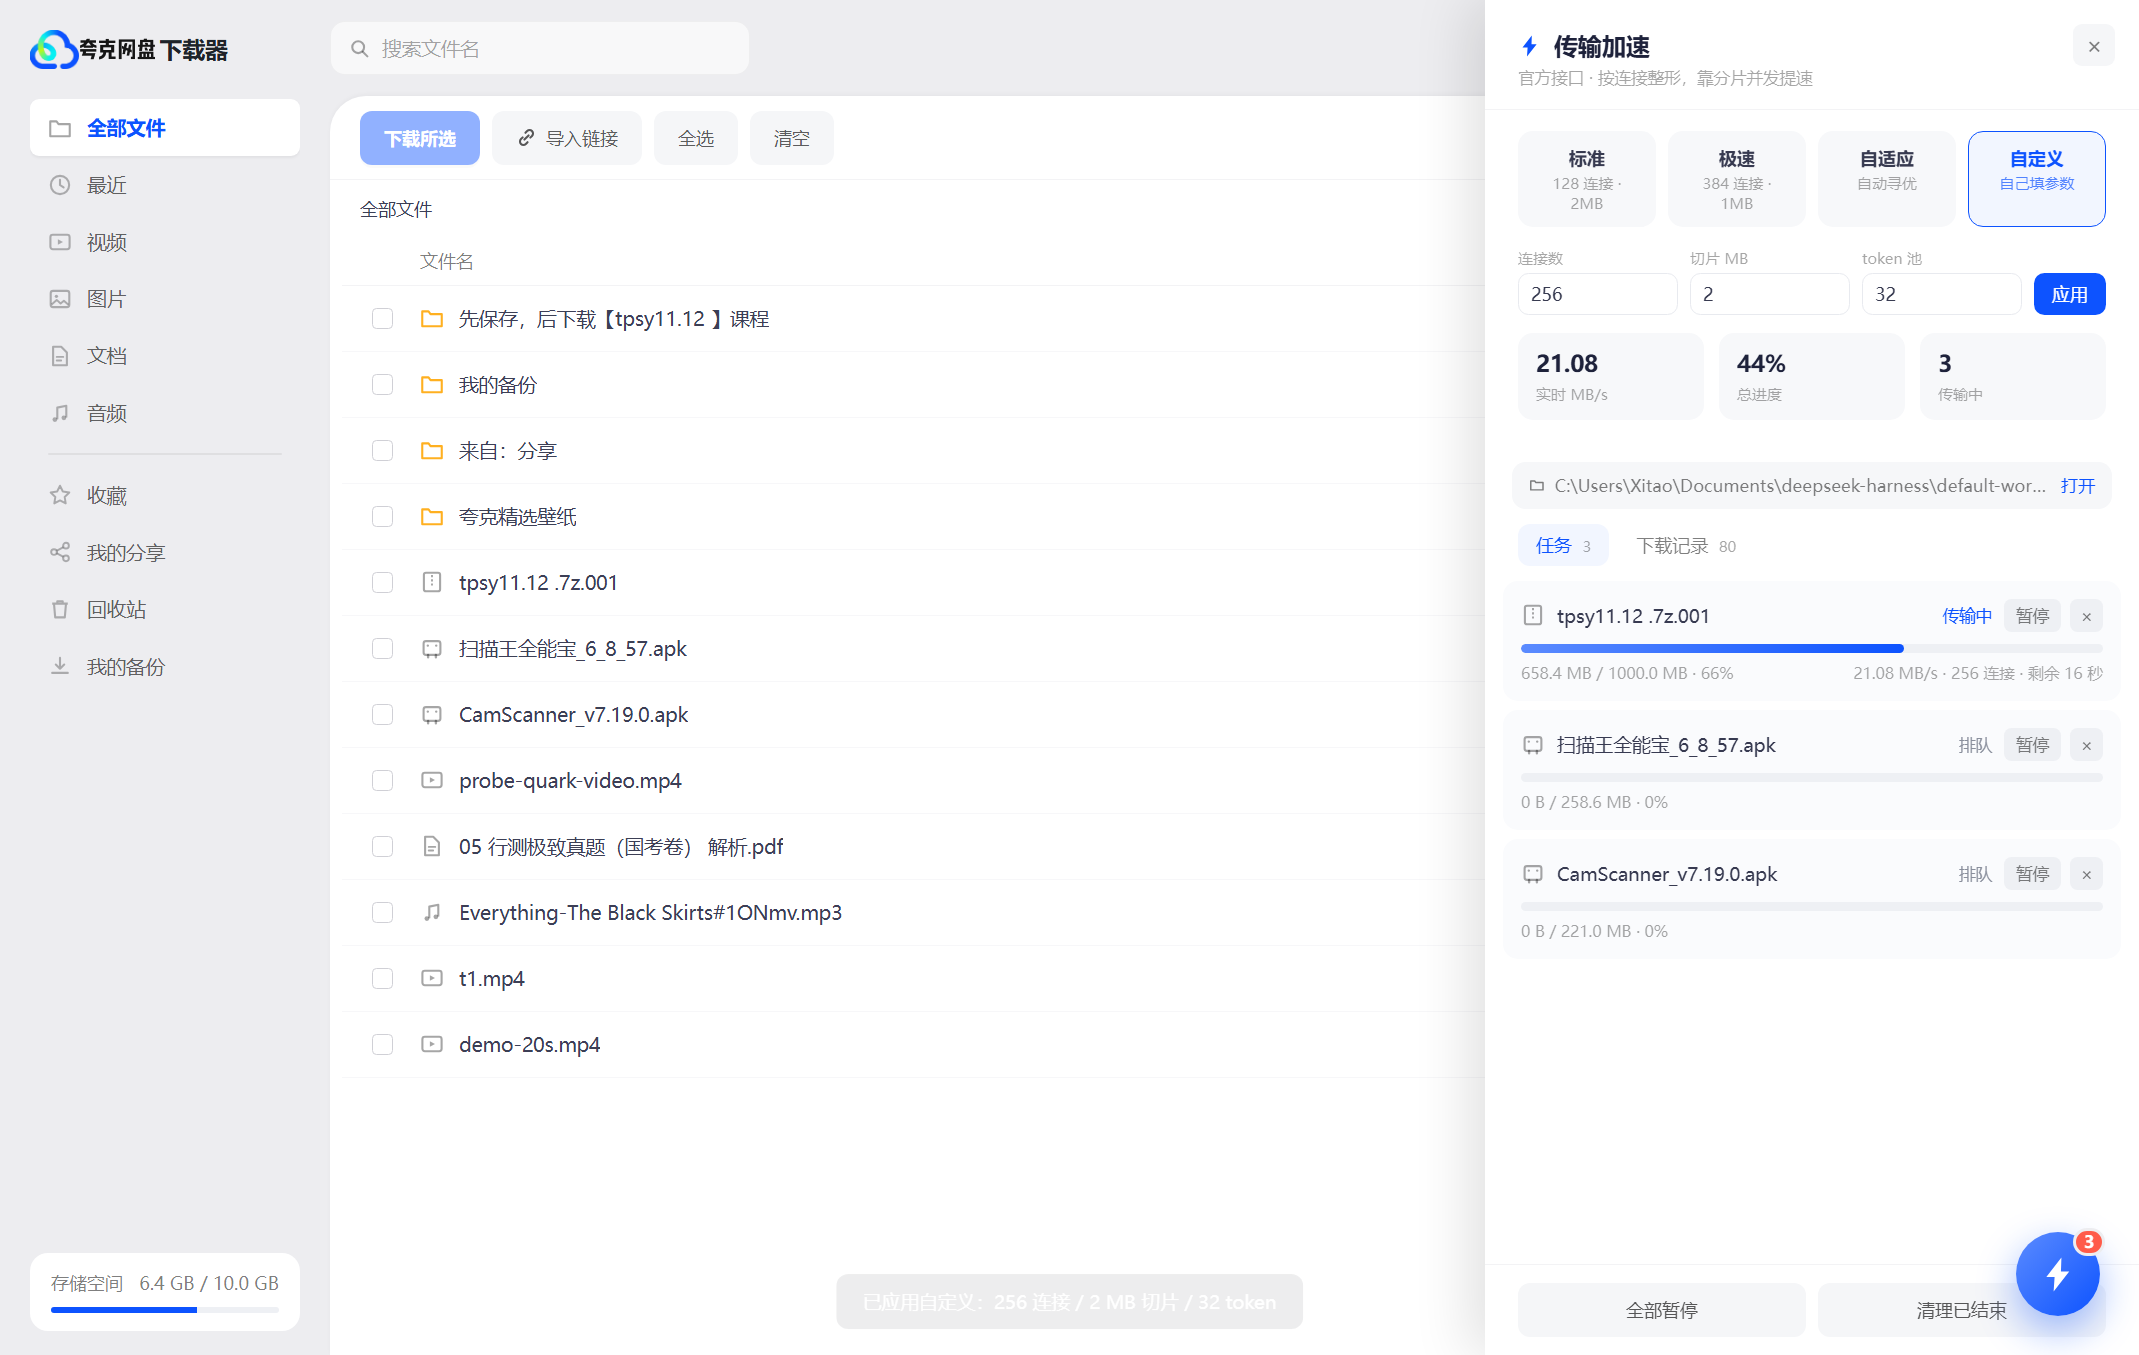 夸克网盘下载器
搜索文件名
全部文件
最近
视频
图片
文档
音频
收藏
我的分享
回收站
我的备份
存储空间 6.4 GB / 10.0 GB
下载所选
导入链接
全选
清空
全部文件
文件名
先保存，后下载【tpsy11.12 】课程
我的备份
来自：分享
夸克精选壁纸
tpsy11.12 .7z.001
扫描王全能宝_6_8_57.apk
CamScanner_v7.19.0.apk
probe-quark-video.mp4
05 行测极致真题（国考卷） 解析.pdf
Everything-The Black Skirts#1ONmv.mp3
t1.mp4
demo-20s.mp4
已应用自定义：256 连接 / 2 MB 切片 / 32 token
传输加速
×
官方接口 · 按连接整形，靠分片并发提速
标准
128 连接 ·
2MB
极速
384 连接 ·
1MB
自适应
自动寻优
自定义
自己填参数
连接数
切片 MB
token 池
256
2
32
应用
21.08
实时 MB/s
44%
总进度
3
传输中
C:\Users\Xitao\Documents\deepseek-harness\default-wor... 打开
任务 3
下载记录 80
tpsy11.12 .7z.001 传输中 暂停 ×
658.4 MB / 1000.0 MB · 66% 21.08 MB/s · 256 连接 · 剩余 16 秒
扫描王全能宝_6_8_57.apk 排队 暂停 ×
0 B / 258.6 MB · 0%
CamScanner_v7.19.0.apk 排队 暂停 ×
0 B / 221.0 MB · 0%
3
全部暂停
清理已结束